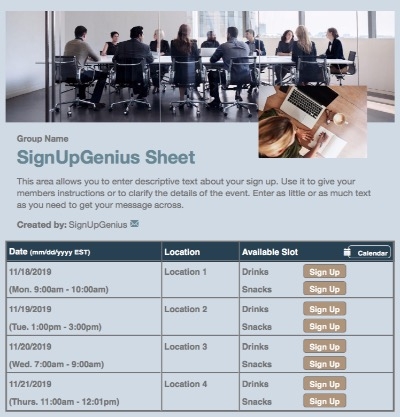 Group Name
SignUpGenius Sheet
This area allows you to enter descriptive text about your sign up. Use it to give your
members instructions or to clarify the details of the event. Enter as little or as much text
as you need to get your message across.
Created by: SignUpGenius
Date (mm/dd/yyyy EST) Location Available Slot Calendar
11/18/2019 Location 1 Drinks Sign Up
(Mon. 9:00am - 10:00am) Snacks Sign Up
11/19/2019 Location 2 Drinks Sign Up
(Tue. 1:00pm - 3:00pm) Snacks Sign Up
11/20/2019 Location 3 Drinks Sign Up
(Wed. 7:00am - 9:00am) Snacks Sign Up
11/21/2019 Location 4 Drinks Sign Up
(Thurs. 11:00am - 12:01pm) Snacks Sign Up